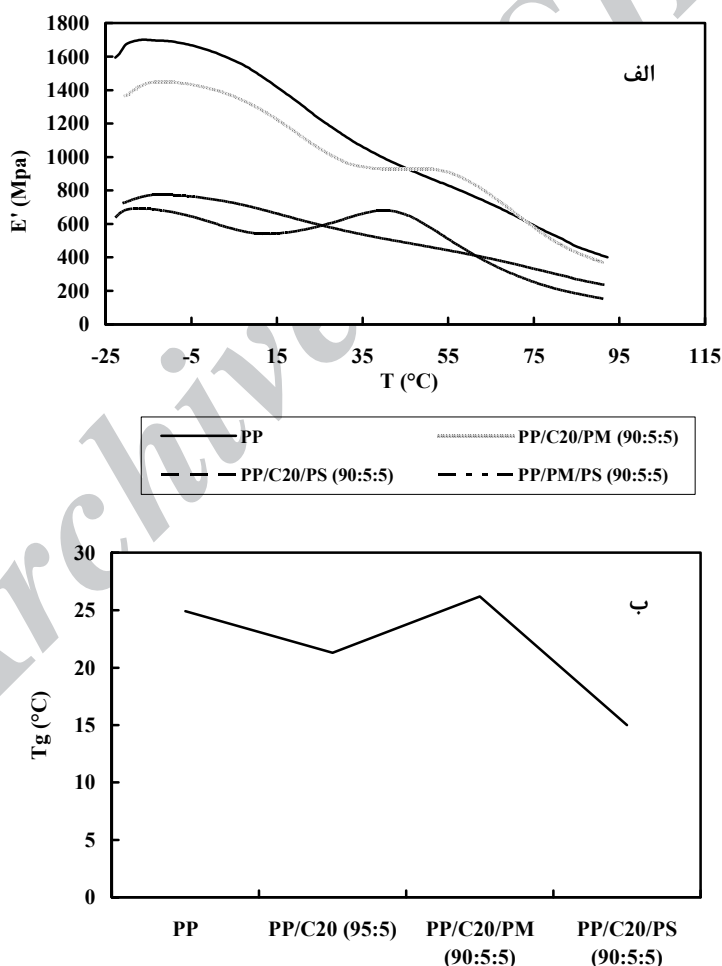 1800
1600
1400
1200
1000
800
600
400
200
0
E' (Mpa)
الف
-25 -5 15 35 55 75 95 115
T (°C)
PP
PP/C20/PM (90:5:5)
PP/C20/PS (90:5:5)
PP/PM/PS (90:5:5)
30
25
20
15
10
5
0
Tg (°C)
ب
PP PP/C20 (95:5) PP/C20/PM PP/C20/PS
(90:5:5) (90:5:5)
Archive